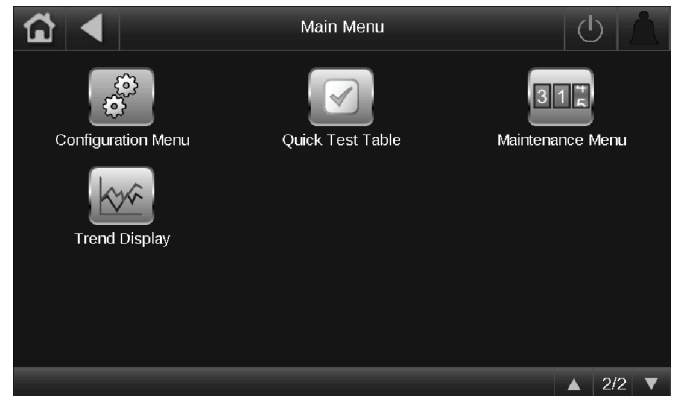 Main Menu
Configuration Menu
Quick Test Table
Maintenance Menu
Trend Display
2/2